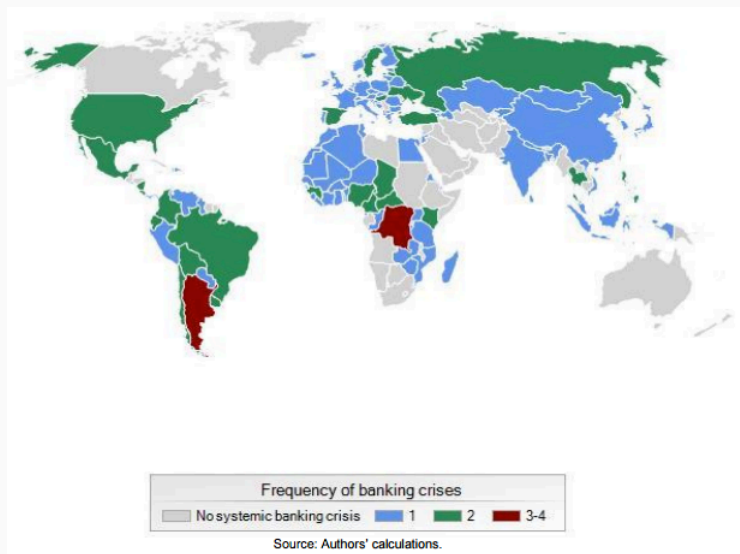 Frequency of banking crises
No systemic banking crisis 1 2 3-4
Source: Authors' calculations.